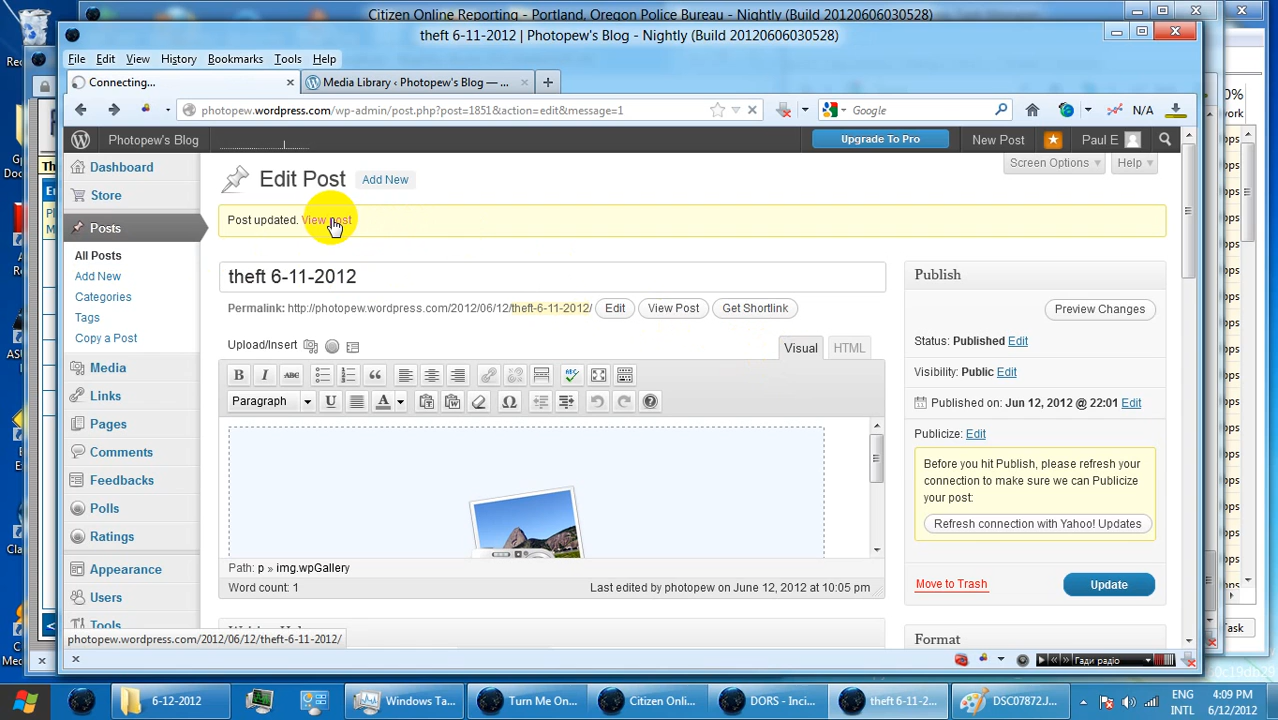 Citizen Online Reporting - Portland, Oregon Police Bureau - Nightly (Build 20120606030528)
theft 6-11-2012 | Photopew's Blog - Nightly (Build 20120606030528)
File Edit View History Bookmarks Tools Help
Connecting... Media Library ‹ Photopew's Blog — ...
photopew.wordpress.com/wp-admin/post.php?post=1851&action=edit&message=1 Google N/A
Photopew's Blog Upgrade To Pro New Post Paul E
Screen Options Help
Dashboard
Store
Posts
All Posts
Add New
Categories
Tags
Copy a Post
Media
Links
Pages
Comments
Feedbacks
Polls
Ratings
Appearance
Users
Tools
Edit Post Add New
Post updated. View post
theft 6-11-2012
Permalink: http://photopew.wordpress.com/2012/06/12/theft-6-11-2012/ Edit View Post Get Shortlink
Upload/Insert Visual HTML
B I ABC
Paragraph U A Ω
Path: p » img.wpGallery
Word count: 1 Last edited by photopew on June 12, 2012 at 10:05 pm
Publish
Preview Changes
Status: Published Edit
Visibility: Public Edit
Published on: Jun 12, 2012 @ 22:01 Edit
Publicize: Edit
Before you hit Publish, please refresh your
connection to make sure we can Publicize
your post:
Refresh connection with Yahoo! Updates
Move to Trash Update
Format
photopew.wordpress.com/2012/06/12/theft-6-11-2012/
Гади радіо
Task
6-12-2012 Windows Ta... Turn Me On... Citizen Onli... DORS - Inci... theft 6-11-2... DSC07872.J...
ENG
INTL
4:09 PM
6/12/2012